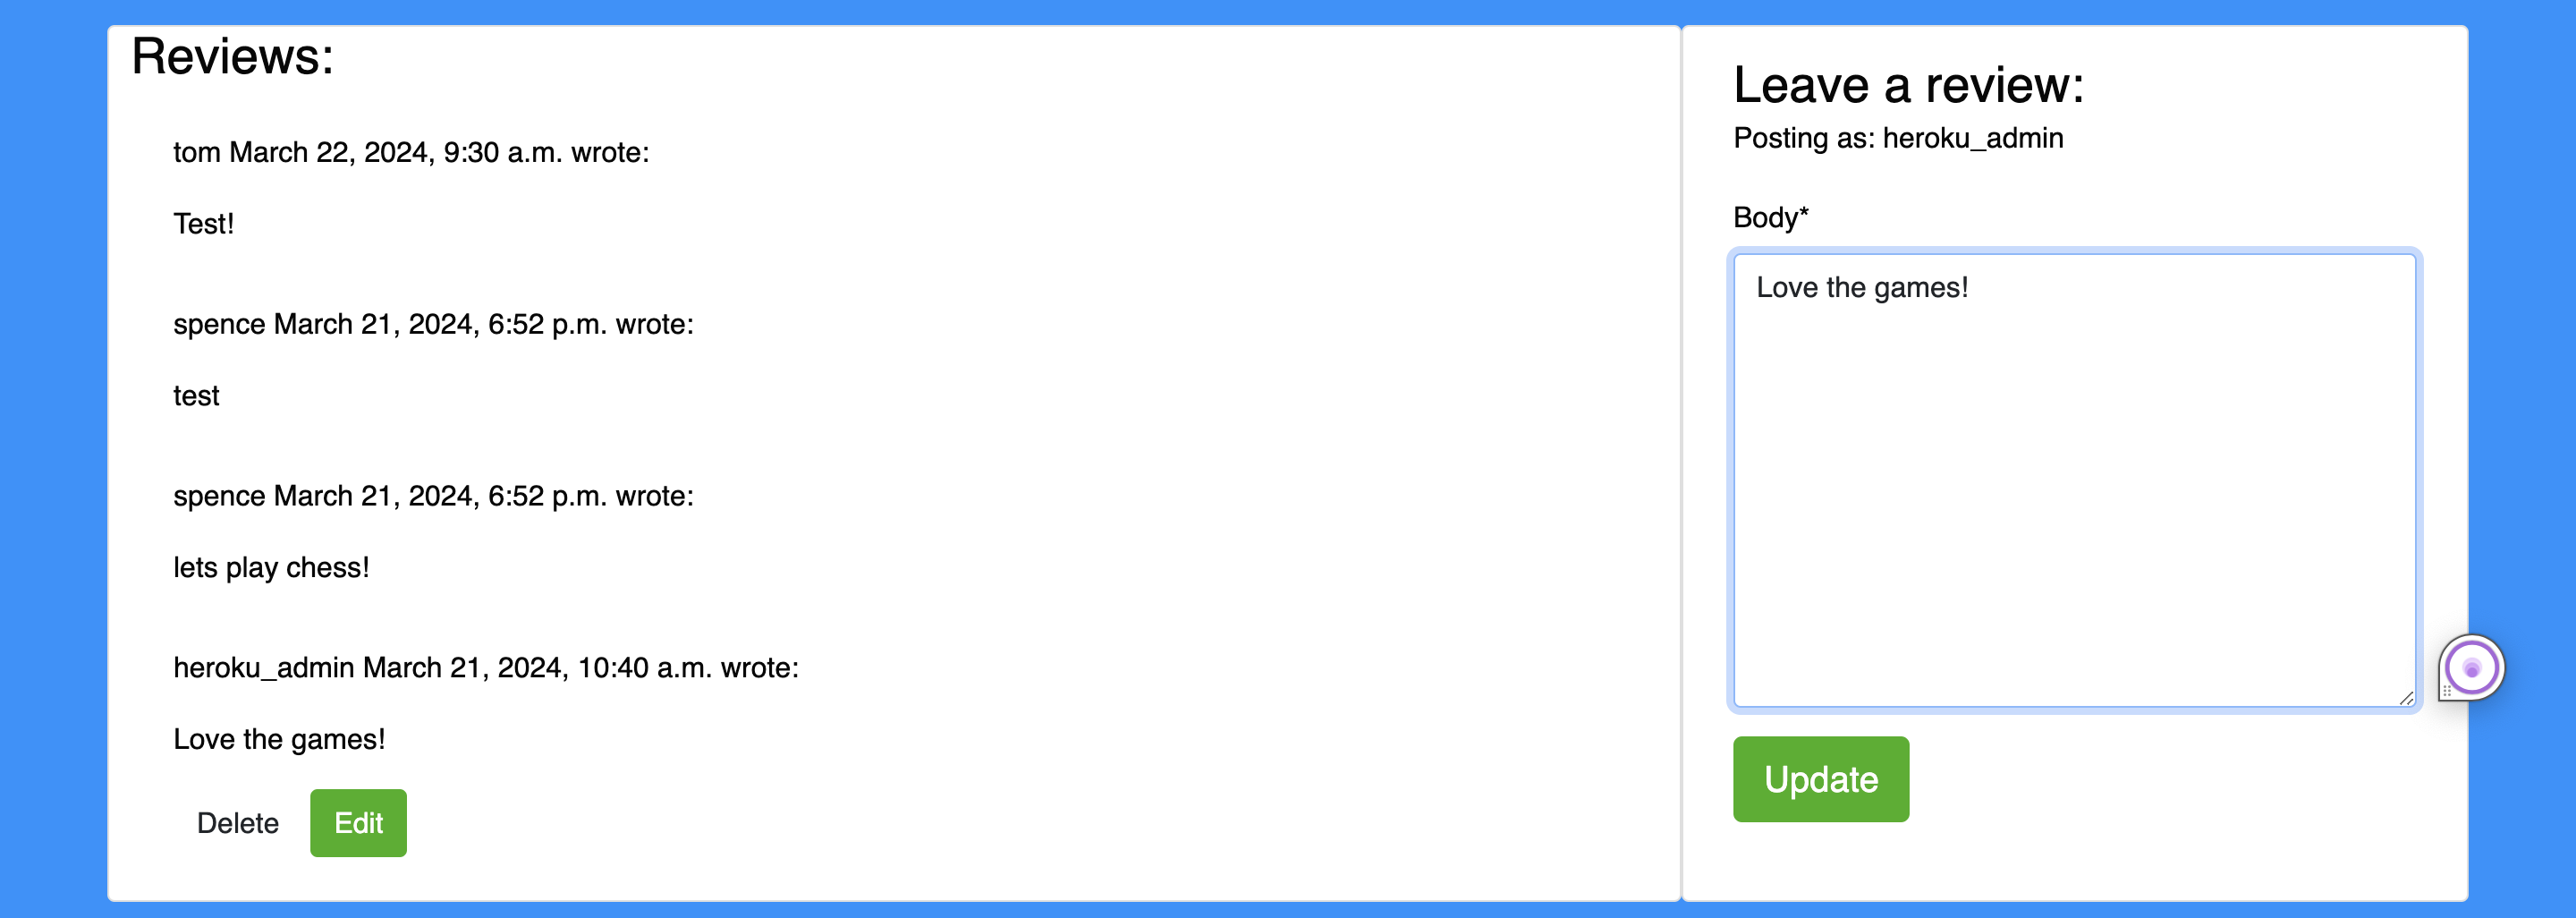 Reviews:
tom March 22, 2024, 9:30 a.m. wrote:
Test!
spence March 21, 2024, 6:52 p.m. wrote:
test
spence March 21, 2024, 6:52 p.m. wrote:
lets play chess!
heroku_admin March 21, 2024, 10:40 a.m. wrote:
Love the games!
Delete Edit
Leave a review:
Posting as: heroku_admin
Body*
Love the games!
Update